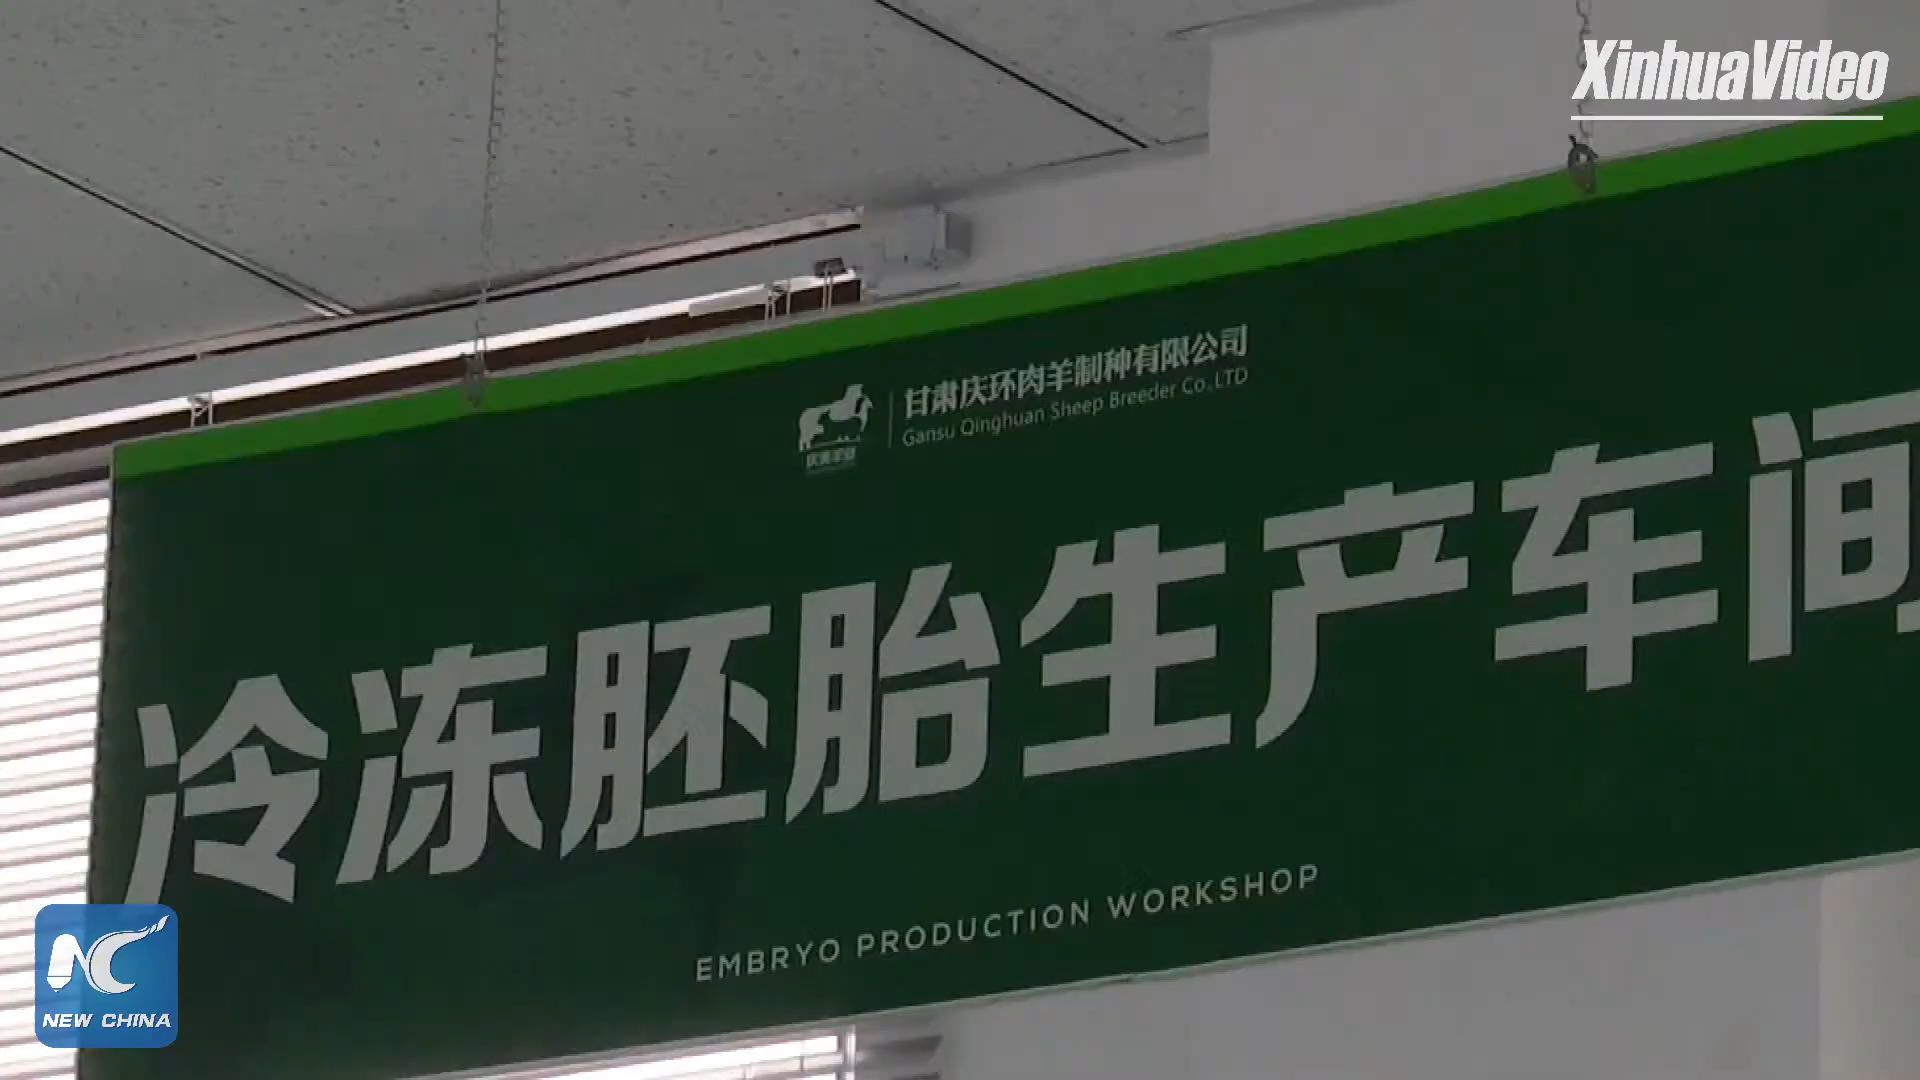 XinhuaVideo
甘肃庆环肉羊制种有限公司
Gansu Qinghuan Sheep Breeder Co.,LTD
冷冻胚胎生产车间
EMBRYO PRODUCTION WORKSHOP
NEW CHINA